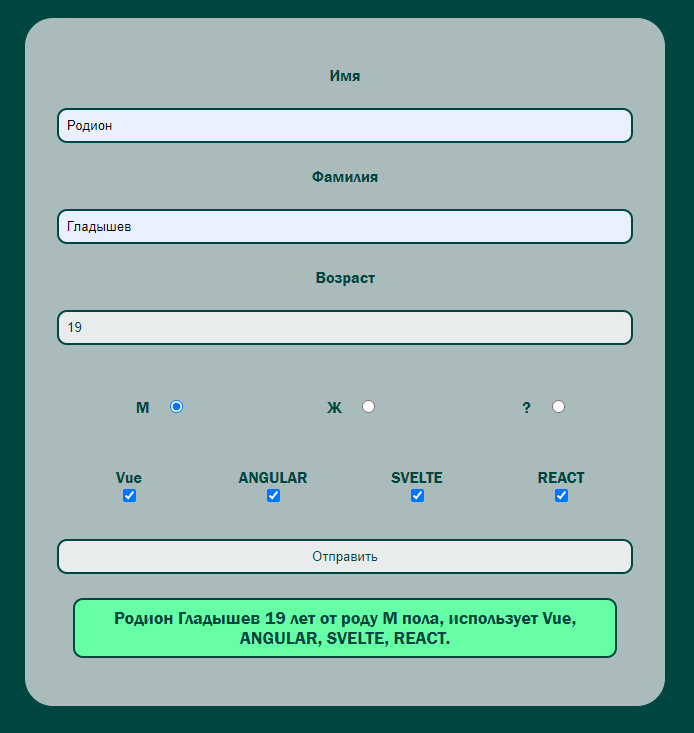 Имя
Родион
Фамилия
Гладышев
Возраст
19
М Ж ?
Vue ANGULAR SVELTE REACT
Отправить
Родион Гладышев 19 лет от роду М пола, использует Vue,
ANGULAR, SVELTE, REACT.